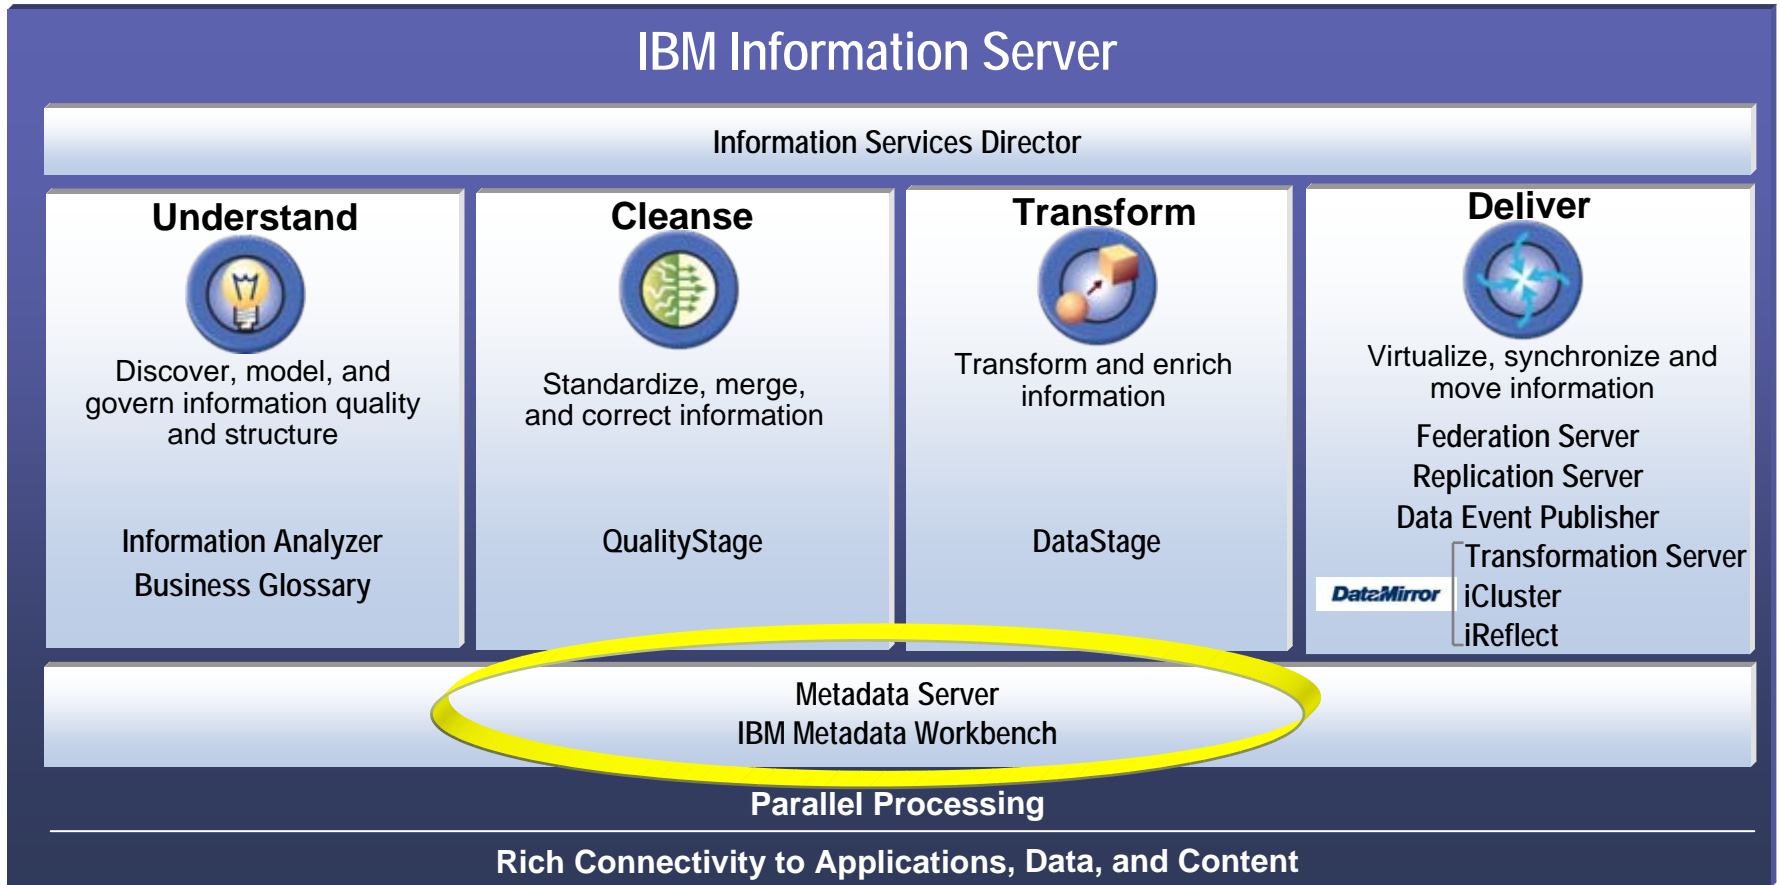 IBM Information Server
Information Services Director
Understand
Discover, model, and
govern information quality
and structure
Information Analyzer
Business Glossary
Cleanse
Standardize, merge,
and correct information
QualityStage
Transform
Transform and enrich
information
DataStage
Deliver
Virtualize, synchronize and
move information
Federation Server
Replication Server
Data Event Publisher
DataMirror
Transformation Server
iCluster
iReflect
Metadata Server
IBM Metadata Workbench
Parallel Processing
Rich Connectivity to Applications, Data, and Content